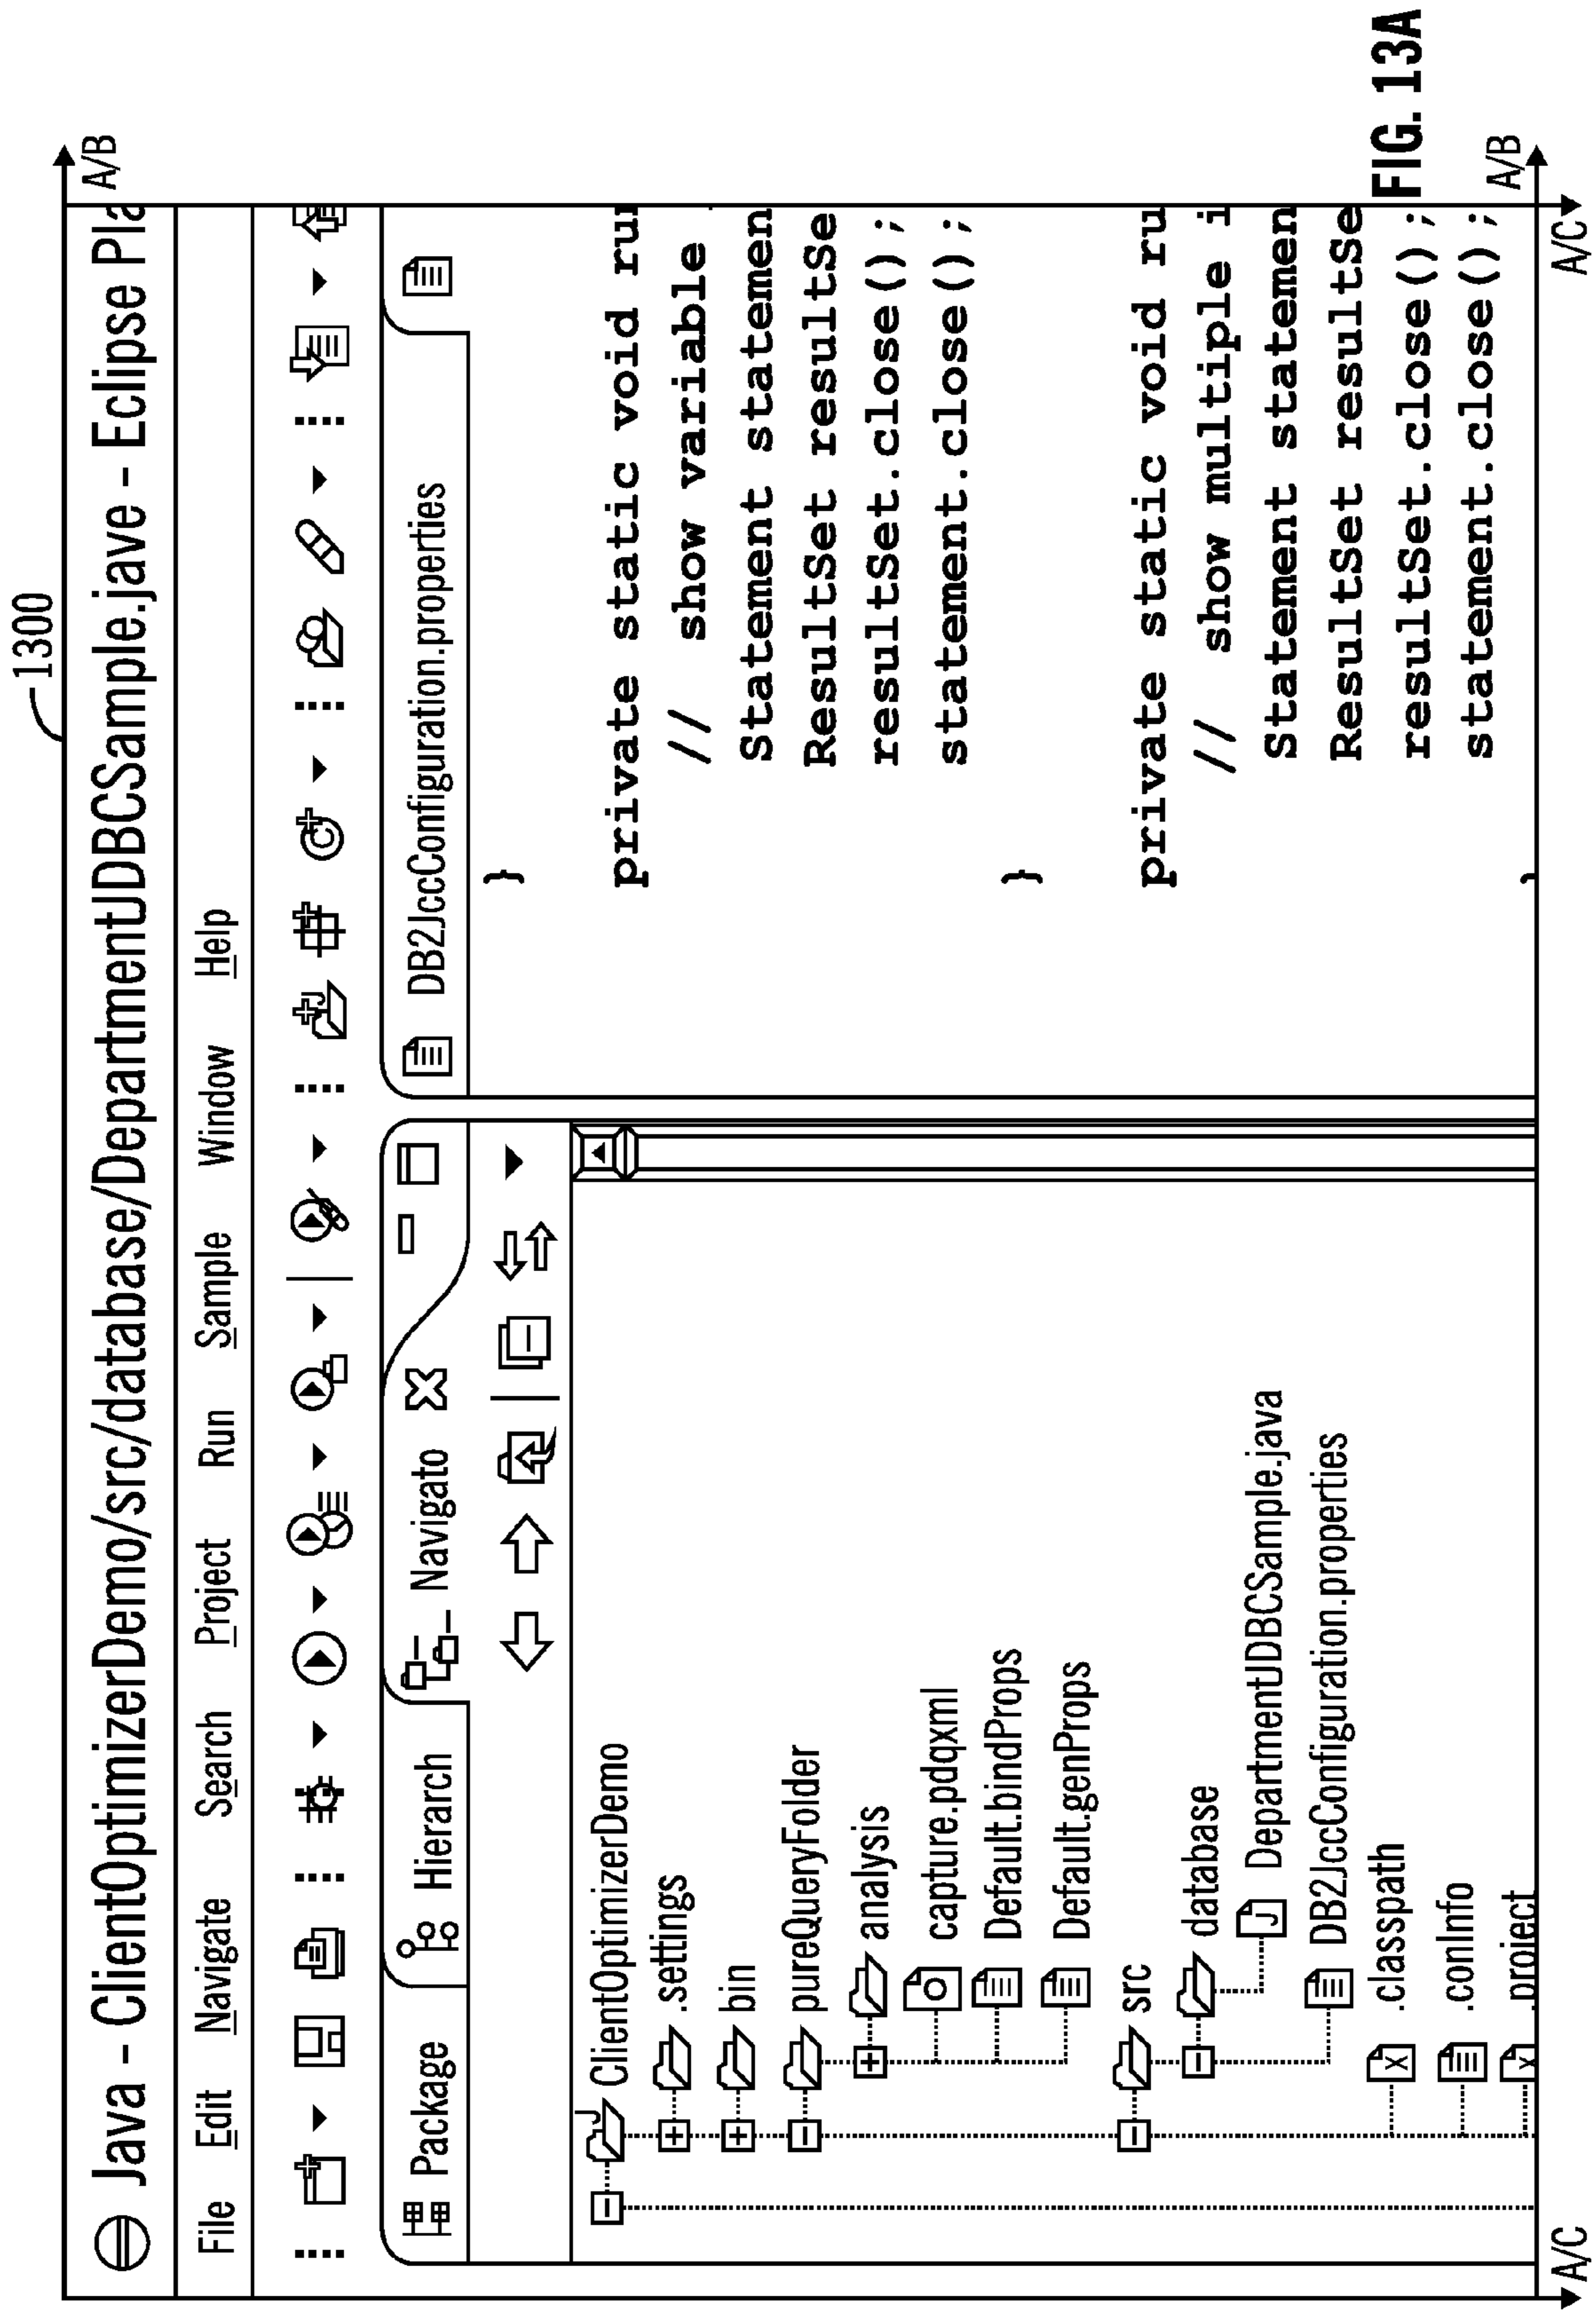 1300
A/B
Java - ClientOptimizerDemo/src/database/DepartmentJDBCSample.jave - Eclipse Pla
File Edit Navigate Search Project Run Sample Window Help
Package Hierarch Navigato
DB2JccConfiguration.properties
ClientOptimizerDemo
.settings
bin
pureQueryFolder
analysis
capture.pdqxml
Default.bindProps
Default.genProps
src
database
DepartmentJDBCSample.java
DB2JccConfiguration.properties
.classpath
.conInfo
.project
}
private static void run
// show variable
Statement statemen
ResultSet resultSe
resultSet.close();
statement.close();
}
private static void ru
// show multiple i
Statement statemen
ResultSet resultSe
resultSet.close();
statement.close();
}
A/B
A/C
A/C
FIG. 13A